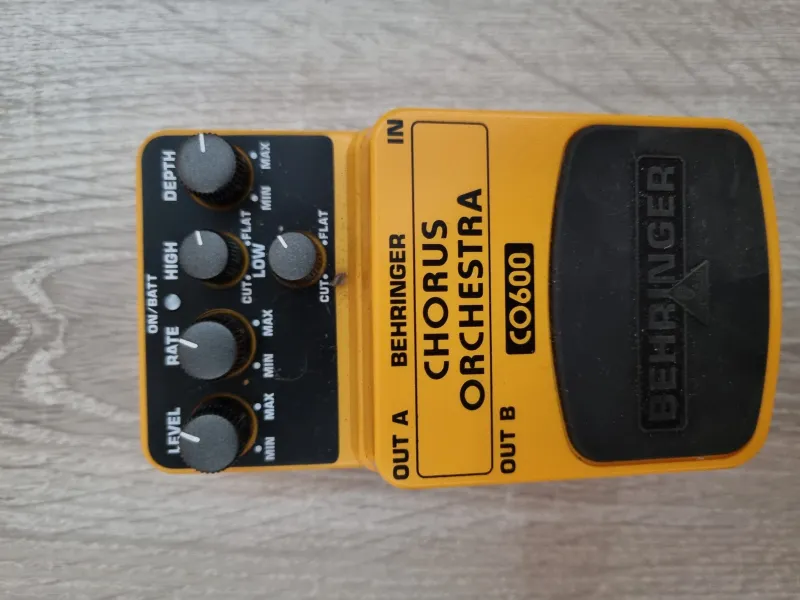 ON/BATT
LEVEL RATE HIGH DEPTH
MIN MAX MIN MAX CUT FLAT MIN MAX
LOW
CUT FLAT
OUT A BEHRINGER IN
CHORUS
ORCHESTRA
OUT B CO600
BEHRINGER